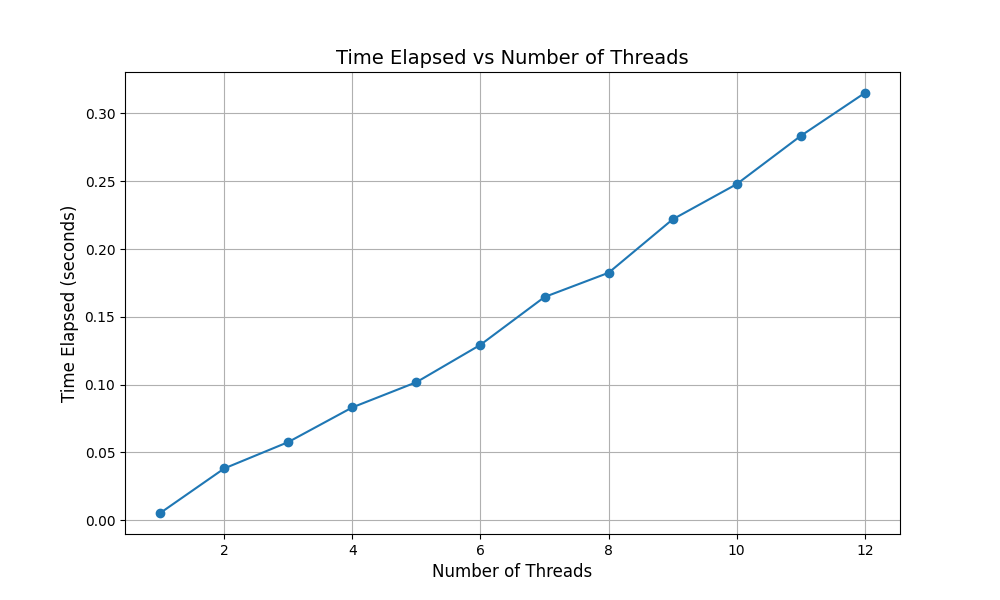 Time Elapsed vs Number of Threads
Time Elapsed (seconds)
0.30
0.25
0.20
0.15
0.10
0.05
0.00
2 4 6 8 10 12
Number of Threads